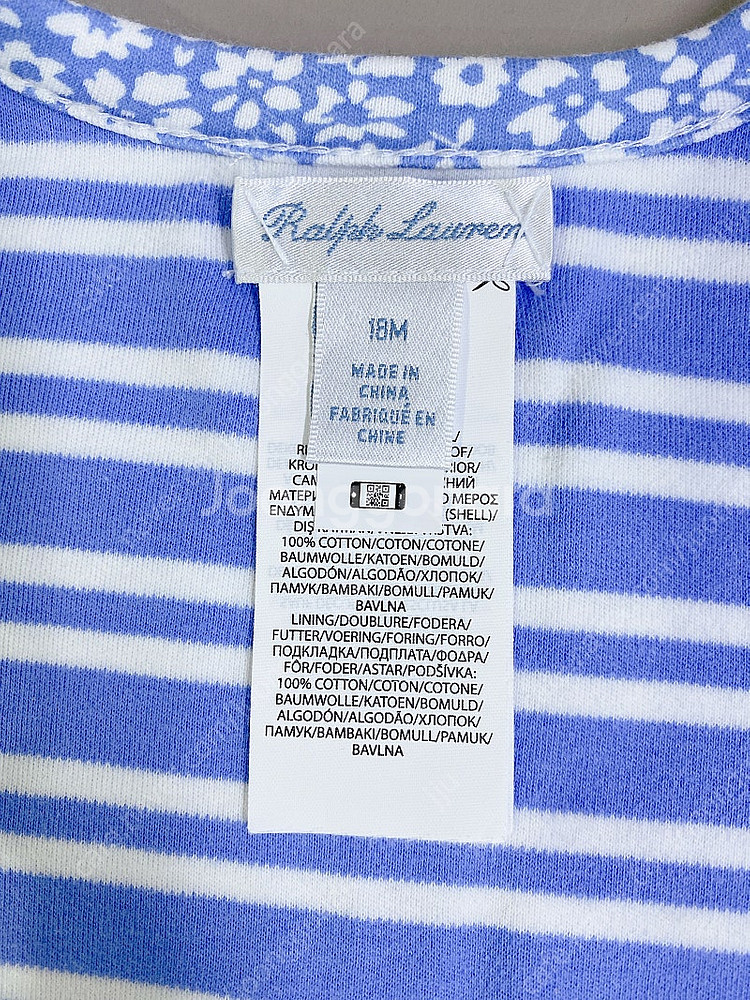 Ralph Lauren
18M
MADE IN
CHINA
FABRIQUÉ EN
CHINE
OF/
(SHELL)/
100% COTTON/COTON/COTONE/
BAUMWOLLE/KATOEN/BOMULD/
ALGODÓN/ALGODÃO/ХЛОПОК/
ПАМУК/BAMBAKI/BOMULL/PAMUK/
BAVLNA
LINING/DOUBLURE/FODERA/
FUTTER/VOERING/FORING/FORRO/
ПОДКЛАДКА/ПОДПЛАТА/ΦΟΔΡΑ/
FÔR/FODER/ASTAR/PODŠÍVKA:
100% COTTON/COTON/COTONE/
BAUMWOLLE/KATOEN/BOMULD/
ALGODÓN/ALGODÃO/ХЛОПОК/
ПАМУК/BAMBAKI/BOMULL/PAMUK/
BAVLNA